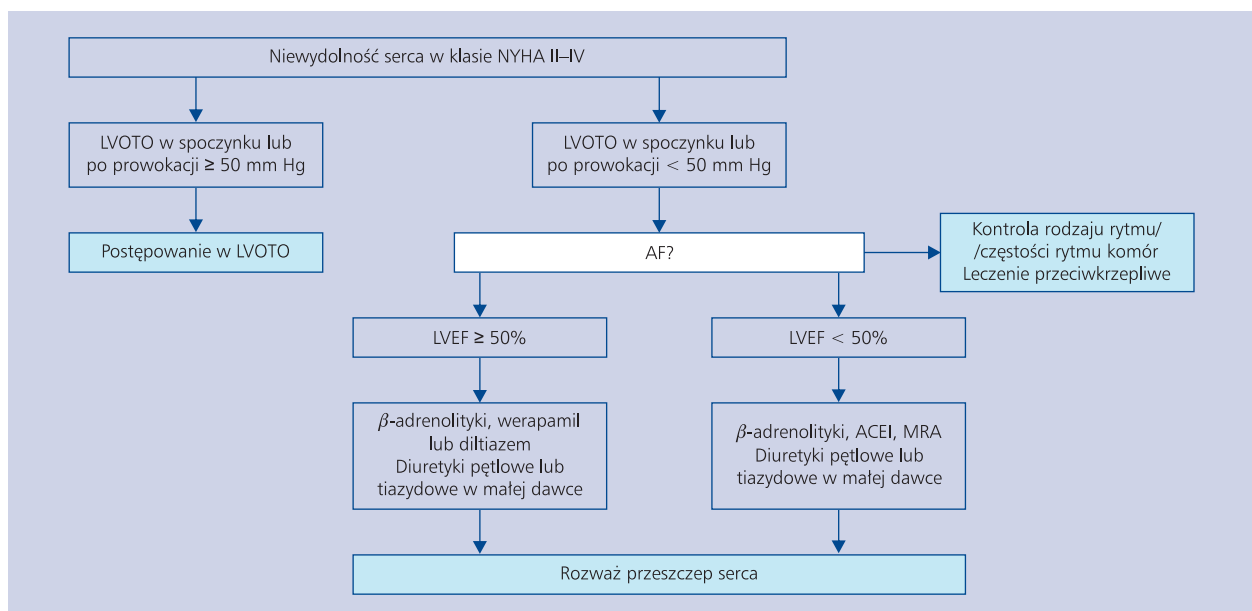 Niewydolność serca w klasie NYHA II–IV
LVOTO w spoczynku lub
po prowokacji ≥ 50 mm Hg
LVOTO w spoczynku lub
po prowokacji < 50 mm Hg
Postępowanie w LVOTO
AF?
Kontrola rodzaju rytmu/
/częstości rytmu komór
Leczenie przeciwkrzepliwe
LVEF ≥ 50%
LVEF < 50%
β-adrenolityki, werapamil
lub diltiazem
Diuretyki pętlowe lub
tiazydowe w małej dawce
β-adrenolityki, ACEI, MRA
Diuretyki pętlowe lub
tiazydowe w małej dawce
Rozważ przeszczep serca